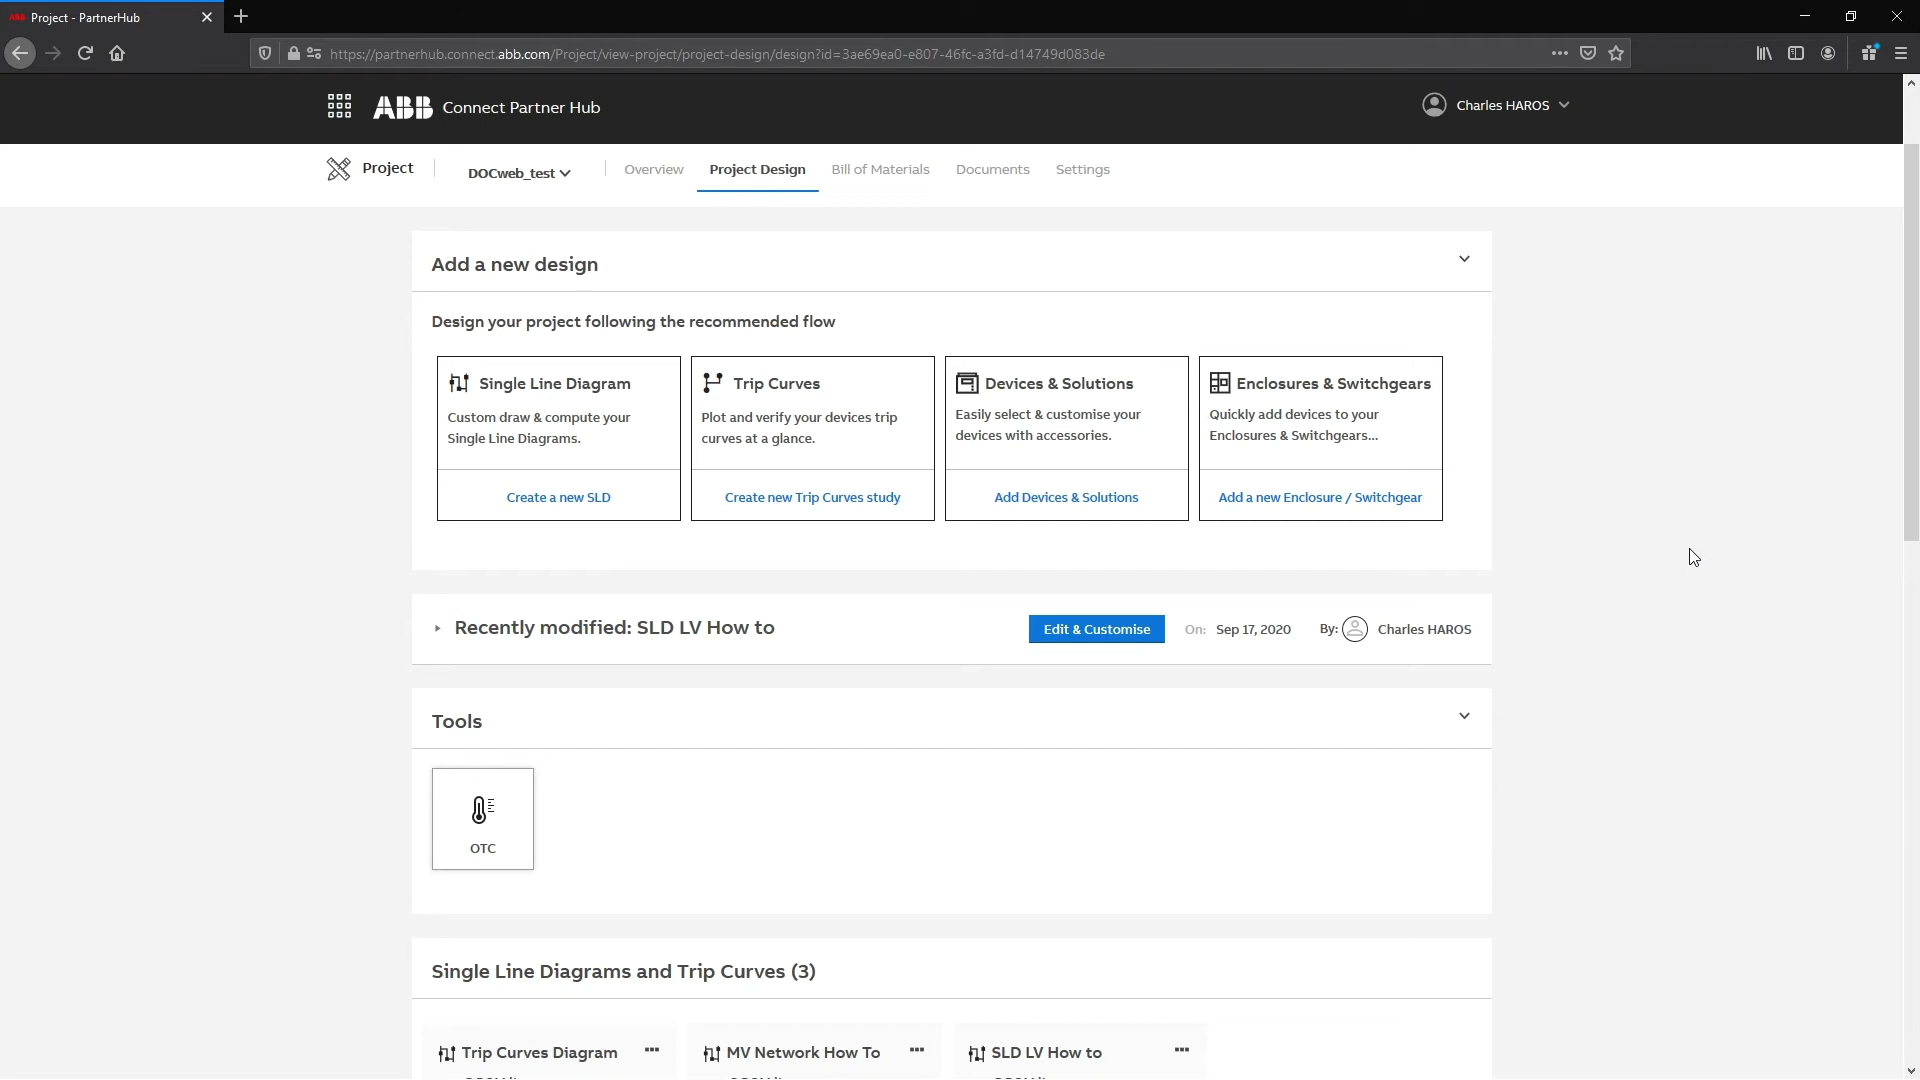 Project - PartnerHub
https://partnerhub.connect.abb.com/Project/view-project/project-design/design?id=3ae69ea0-e807-46fc-a3fd-d14749d083de
ABB Connect Partner Hub
Charles HAROS
Project
DOCweb_test
Overview
Project Design
Bill of Materials
Documents
Settings
Add a new design
Design your project following the recommended flow
Single Line Diagram
Custom draw & compute your
Single Line Diagrams.
Create a new SLD
Trip Curves
Plot and verify your devices trip
curves at a glance.
Create new Trip Curves study
Devices & Solutions
Easily select & customise your
devices with accessories.
Add Devices & Solutions
Enclosures & Switchgears
Quickly add devices to your
Enclosures & Switchgears...
Add a new Enclosure / Switchgear
Recently modified: SLD LV How to
Edit & Customise
On: Sep 17, 2020
By: Charles HAROS
Tools
OTC
Single Line Diagrams and Trip Curves (3)
Trip Curves Diagram
MV Network How To
SLD LV How to